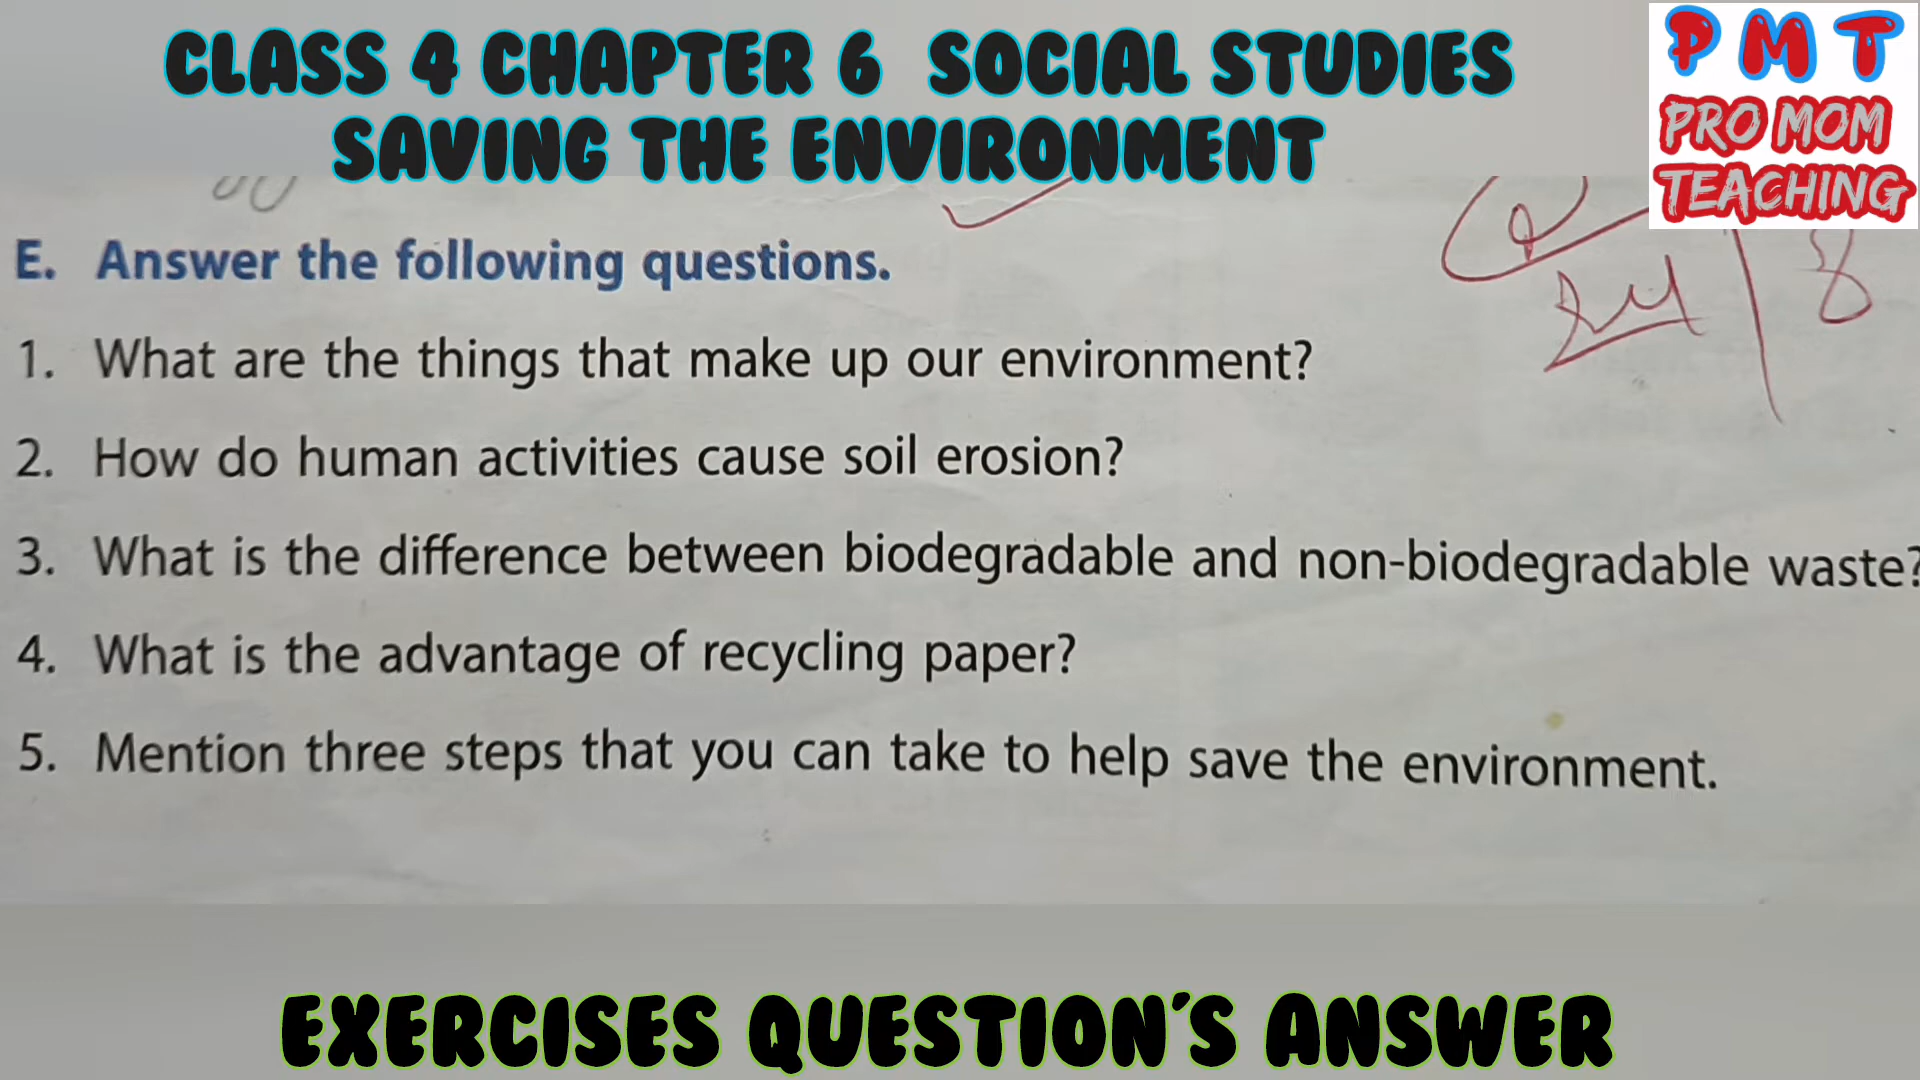 CLASS 4 CHAPTER 6 SOCIAL STUDIES
SAVING THE ENVIRONMENT
P M T
PRO MOM
TEACHING
E. Answer the following questions.
1. What are the things that make up our environment?
2. How do human activities cause soil erosion?
3. What is the difference between biodegradable and non-biodegradable waste?
4. What is the advantage of recycling paper?
5. Mention three steps that you can take to help save the environment.
EXERCISES QUESTION'S ANSWER